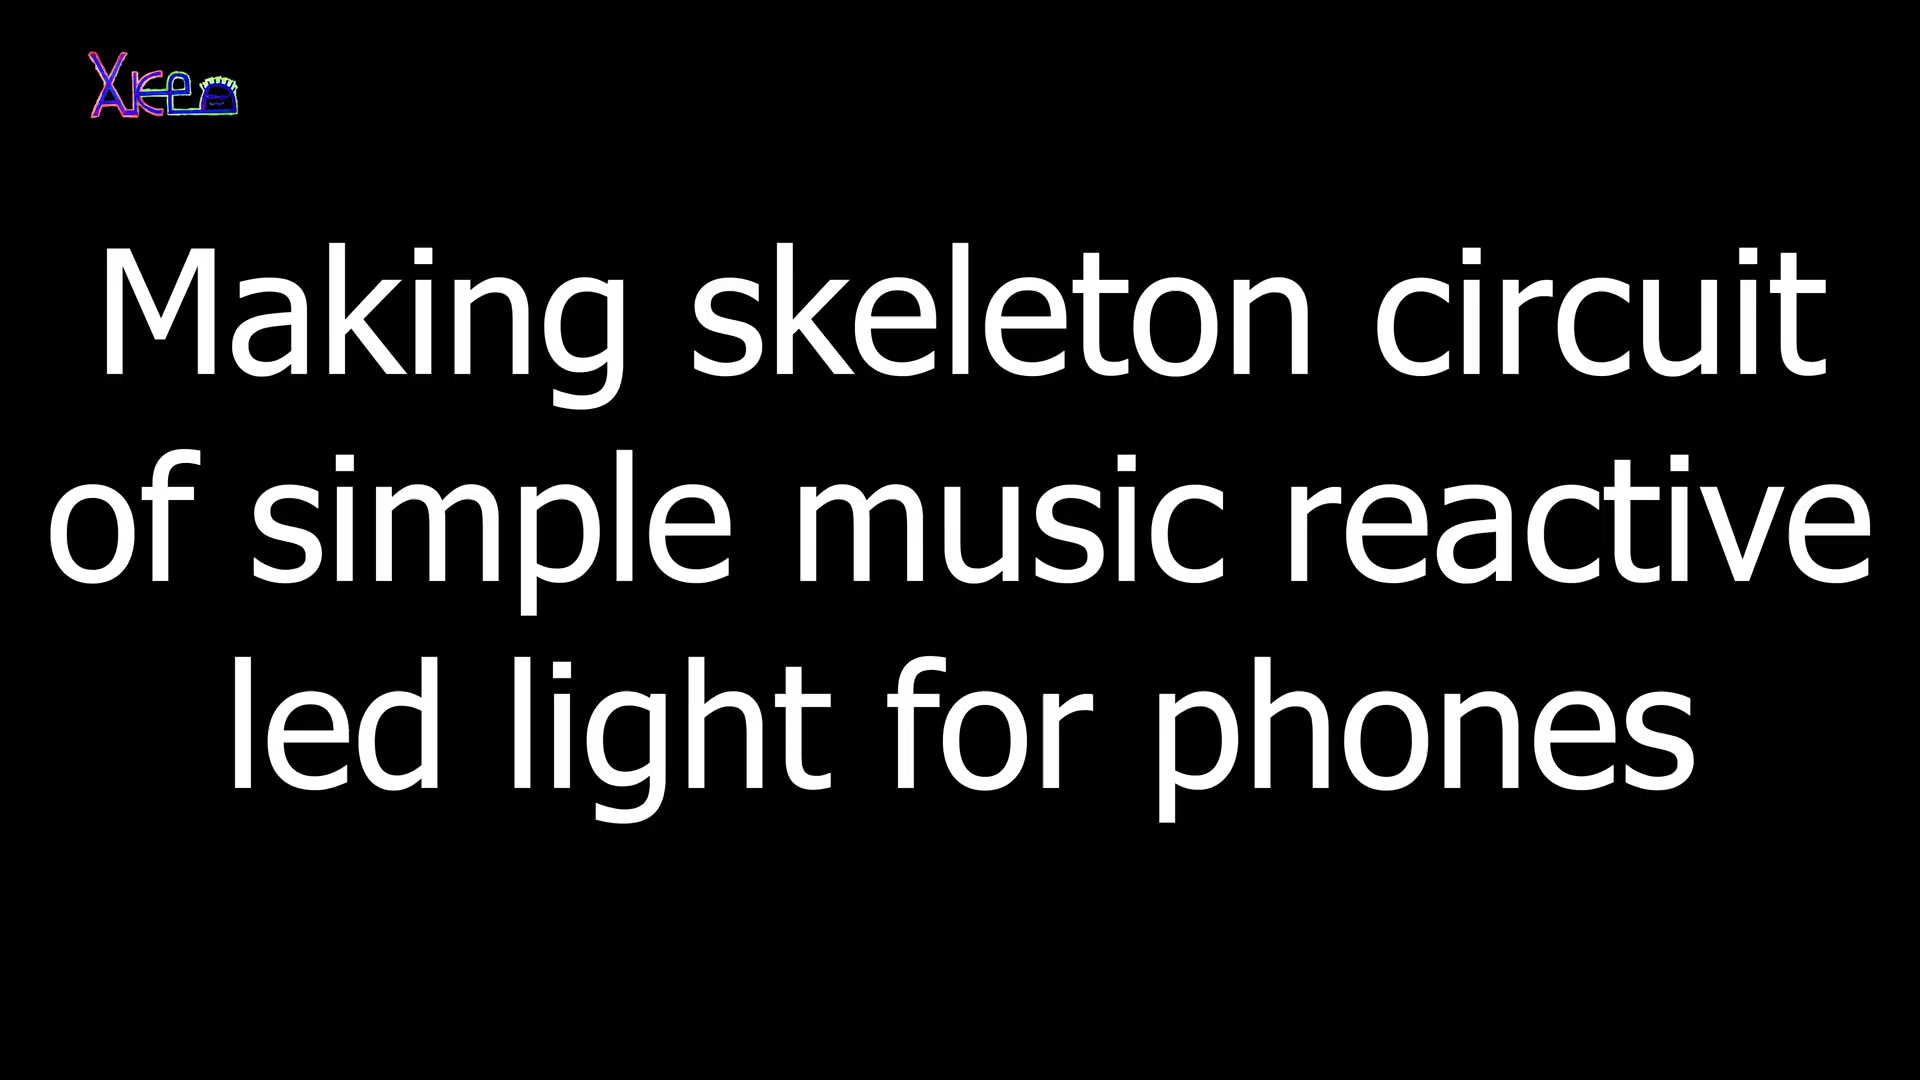 Making skeleton circuit
of simple music reactive
led light for phones